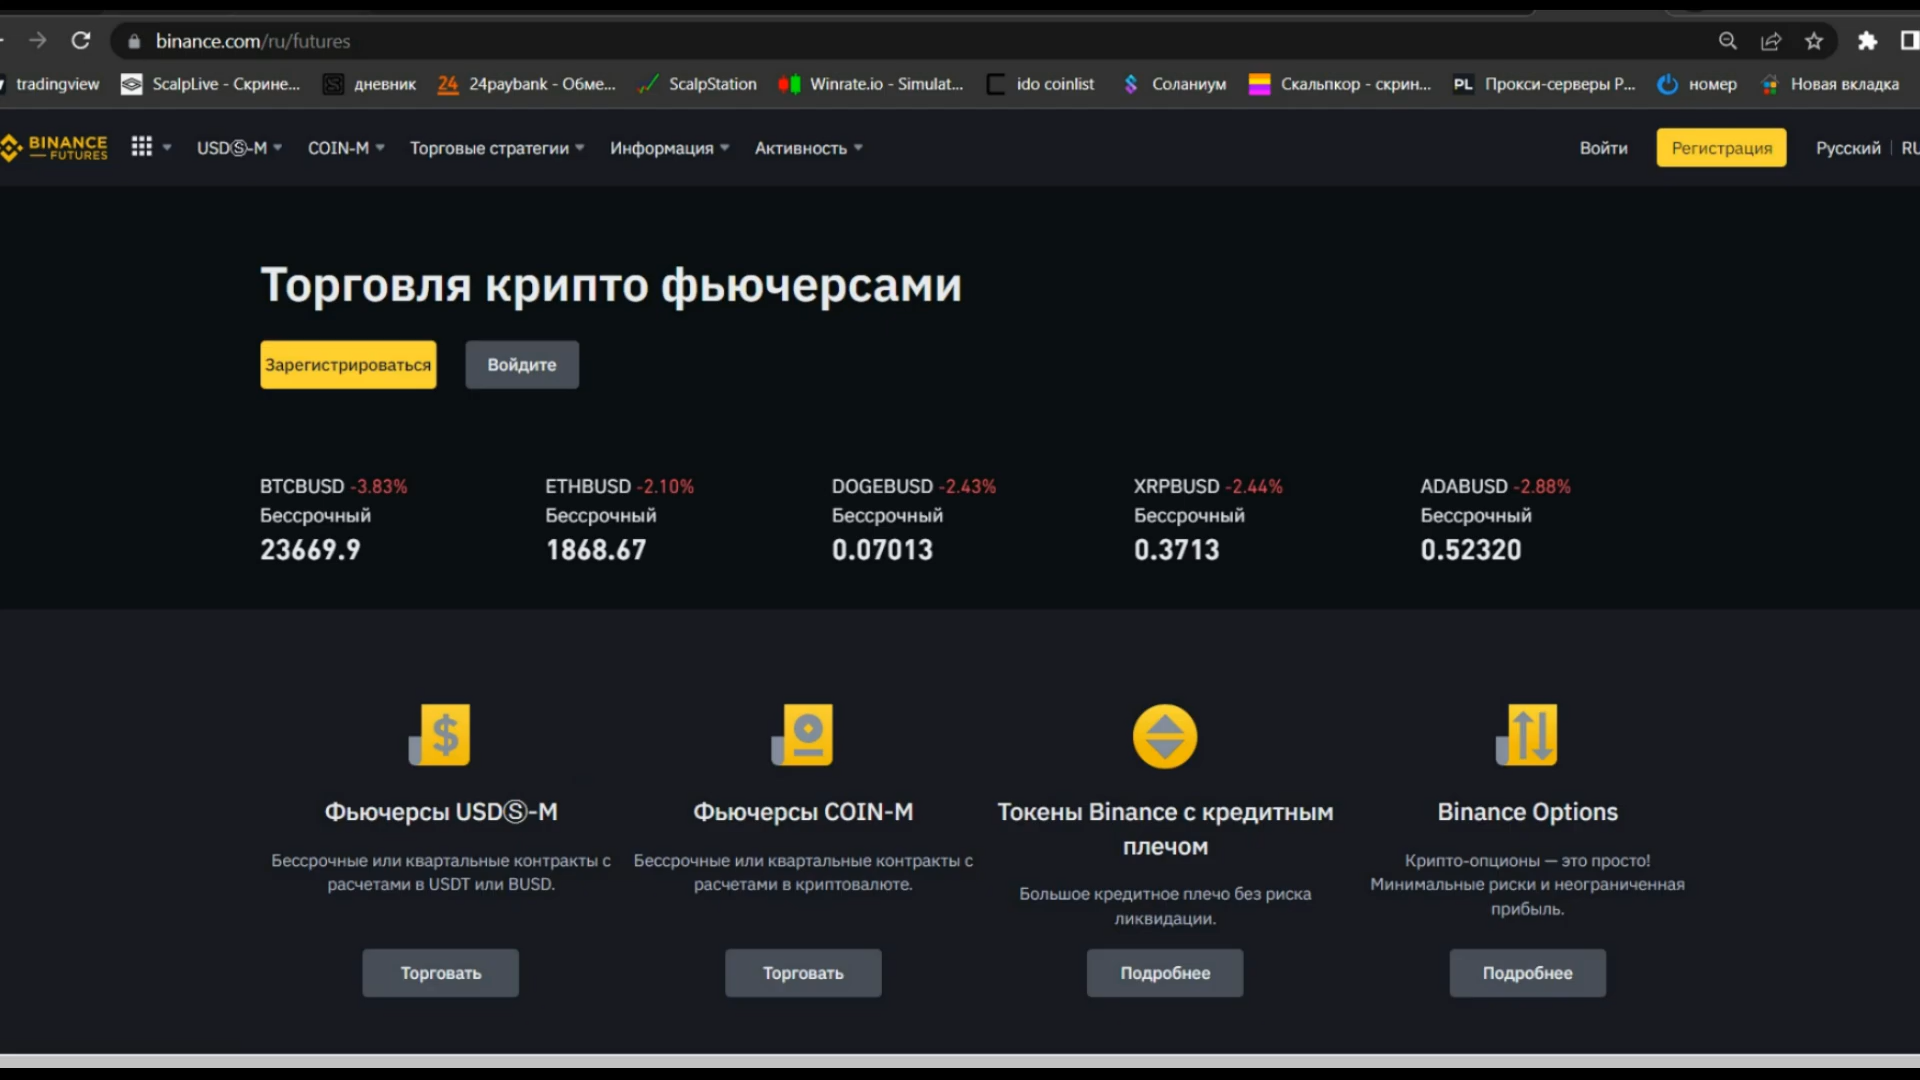 binance.com/ru/futures
tradingview ScalpLive - Скрине... дневник 24paybank - Обме... ScalpStation Winrate.io - Simulat... ido coinlist Соланиум Скальпкор - скрин... PL Прокси-серверы P... номер Новая вкладка
BINANCE FUTURES USDⓈ-M COIN-M Торговые стратегии Информация Активность Войти Регистрация Русский | RU
Торговля крипто фьючерсами
Зарегистрироваться Войдите
BTCBUSD -3.83% ETHBUSD -2.10% DOGEBUSD -2.43% XRPBUSD -2.44% ADABUSD -2.88%
Бессрочный Бессрочный Бессрочный Бессрочный Бессрочный
23669.9 1868.67 0.07013 0.3713 0.52320
Фьючерсы USDⓈ-M
Бессрочные или квартальные контракты с
расчетами в USDT или BUSD.
Торговать
Фьючерсы COIN-M
Бессрочные или квартальные контракты с
расчетами в криптовалюте.
Торговать
Токены Binance с кредитным
плечом
Большое кредитное плечо без риска
ликвидации.
Подробнее
Binance Options
Крипто-опционы — это просто!
Минимальные риски и неограниченная
прибыль.
Подробнее